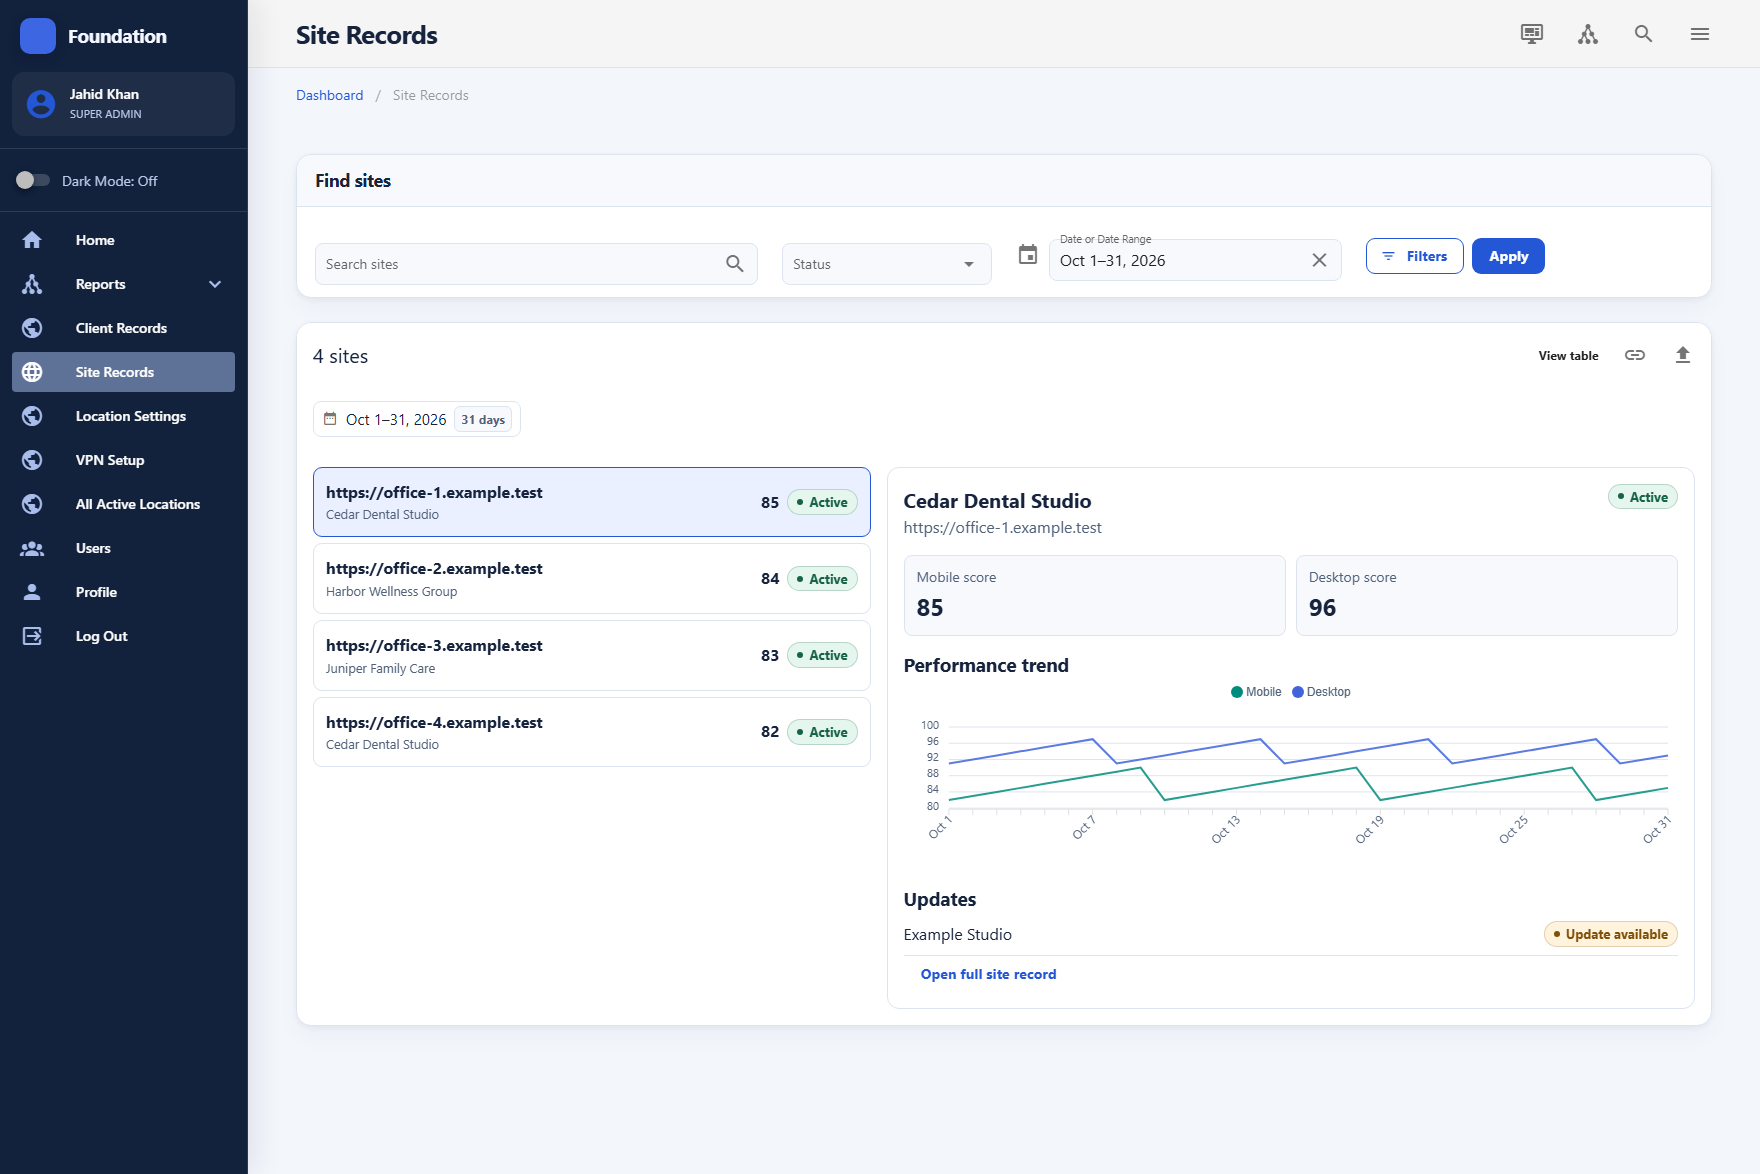 Foundation
Jahid Khan
SUPER ADMIN
Dark Mode: Off
Home
Reports
Client Records
Site Records
Location Settings
VPN Setup
All Active Locations
Users
Profile
Log Out
Site Records
Dashboard / Site Records
Find sites
Search sites
Status
Date or Date Range
Oct 1–31, 2026
Filters
Apply
4 sites
View table
Oct 1–31, 2026 31 days
https://office-1.example.test
Cedar Dental Studio
85 Active
https://office-2.example.test
Harbor Wellness Group
84 Active
https://office-3.example.test
Juniper Family Care
83 Active
https://office-4.example.test
Cedar Dental Studio
82 Active
Cedar Dental Studio
Active
https://office-1.example.test
Mobile score
85
Desktop score
96
Performance trend
Mobile Desktop
100
96
92
88
84
80
Oct 1 Oct 7 Oct 13 Oct 19 Oct 25 Oct 31
Updates
Example Studio
Update available
Open full site record